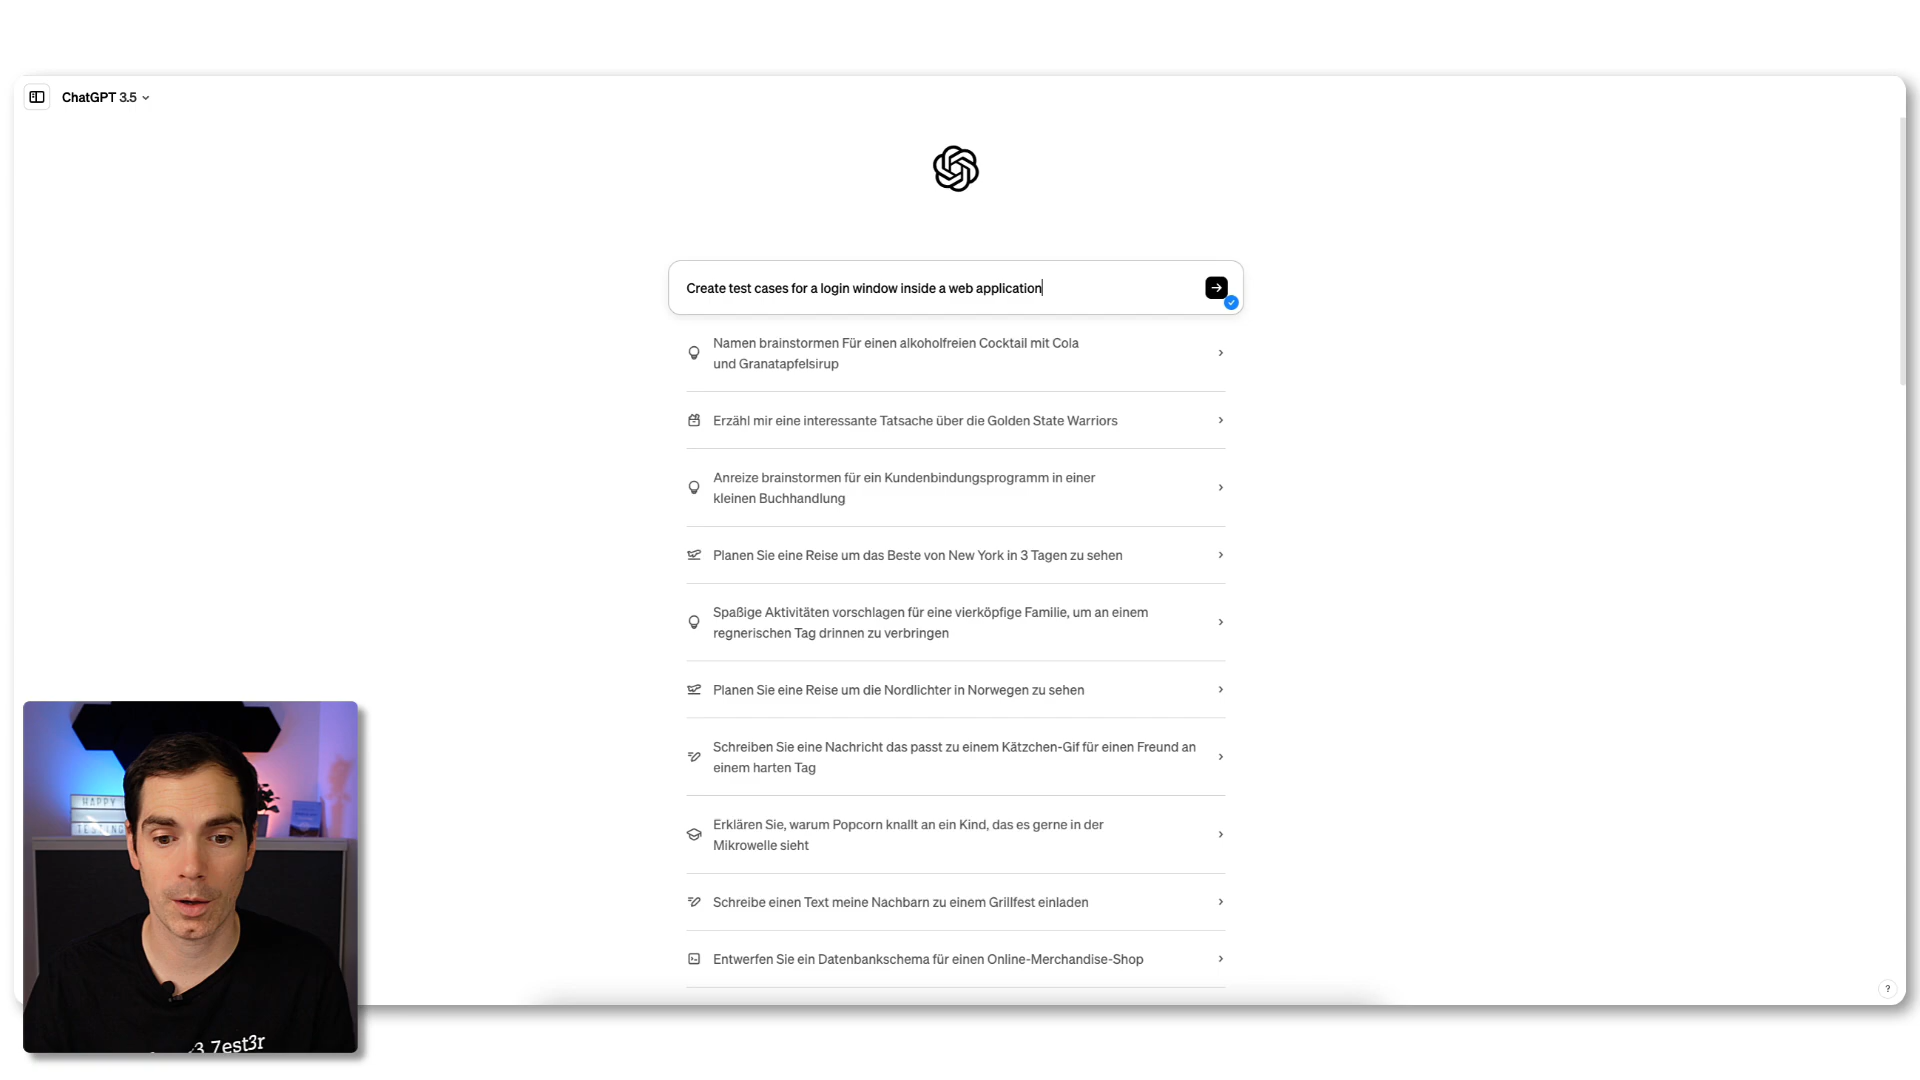 ChatGPT 3.5
Create test cases for a login window inside a web application
Namen brainstormen Für einen alkoholfreien Cocktail mit Cola
und Granatapfelsirup
Erzähl mir eine interessante Tatsache über die Golden State Warriors
Anreize brainstormen für ein Kundenbindungsprogramm in einer
kleinen Buchhandlung
Planen Sie eine Reise um das Beste von New York in 3 Tagen zu sehen
Spaßige Aktivitäten vorschlagen für eine vierköpfige Familie, um an einem
regnerischen Tag drinnen zu verbringen
Planen Sie eine Reise um die Nordlichter in Norwegen zu sehen
Schreiben Sie eine Nachricht das passt zu einem Kätzchen-Gif für einen Freund an
einem harten Tag
Erklären Sie, warum Popcorn knallt an ein Kind, das es gerne in der
Mikrowelle sieht
Schreibe einen Text meine Nachbarn zu einem Grillfest einladen
Entwerfen Sie ein Datenbankschema für einen Online-Merchandise-Shop
?
HAPPY
TESTING
7est3r